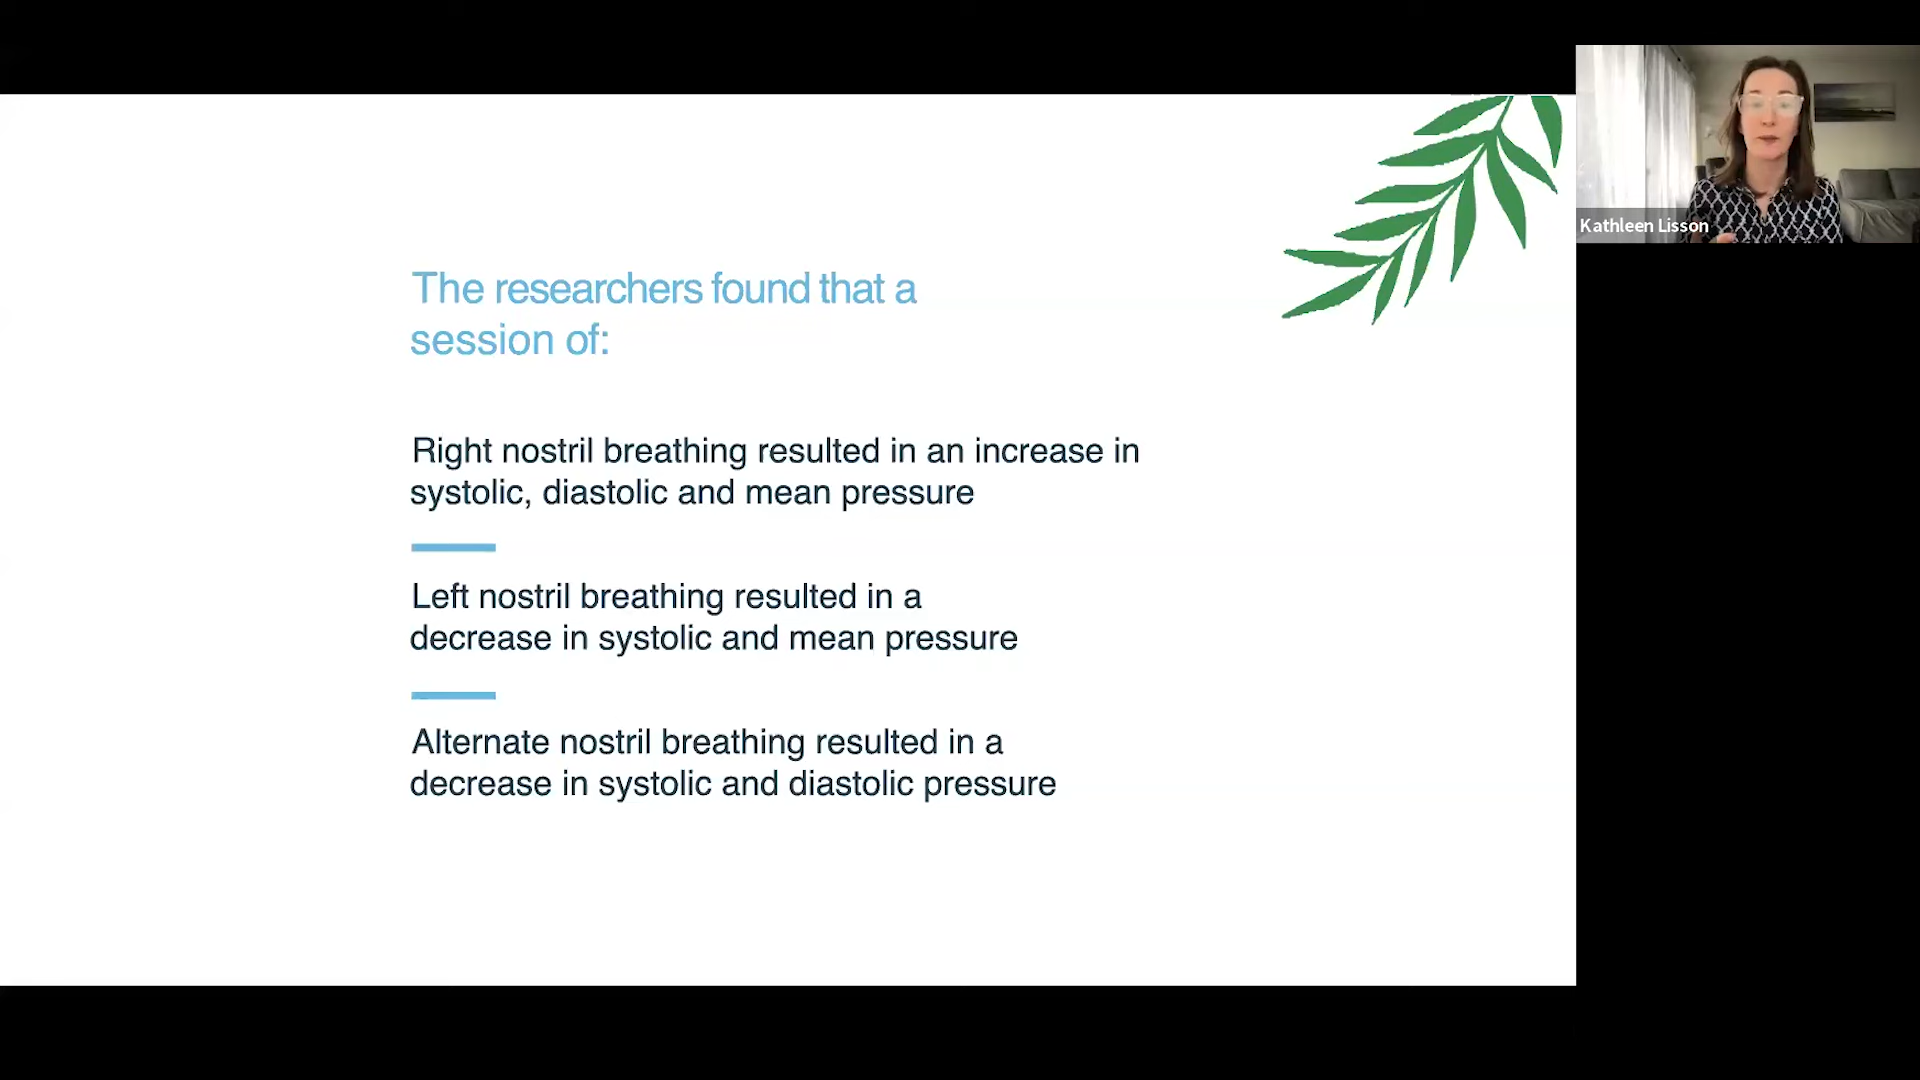 The researchers found that a
session of:
Right nostril breathing resulted in an increase in
systolic, diastolic and mean pressure
Left nostril breathing resulted in a
decrease in systolic and mean pressure
Alternate nostril breathing resulted in a
decrease in systolic and diastolic pressure
Kathleen Lisson